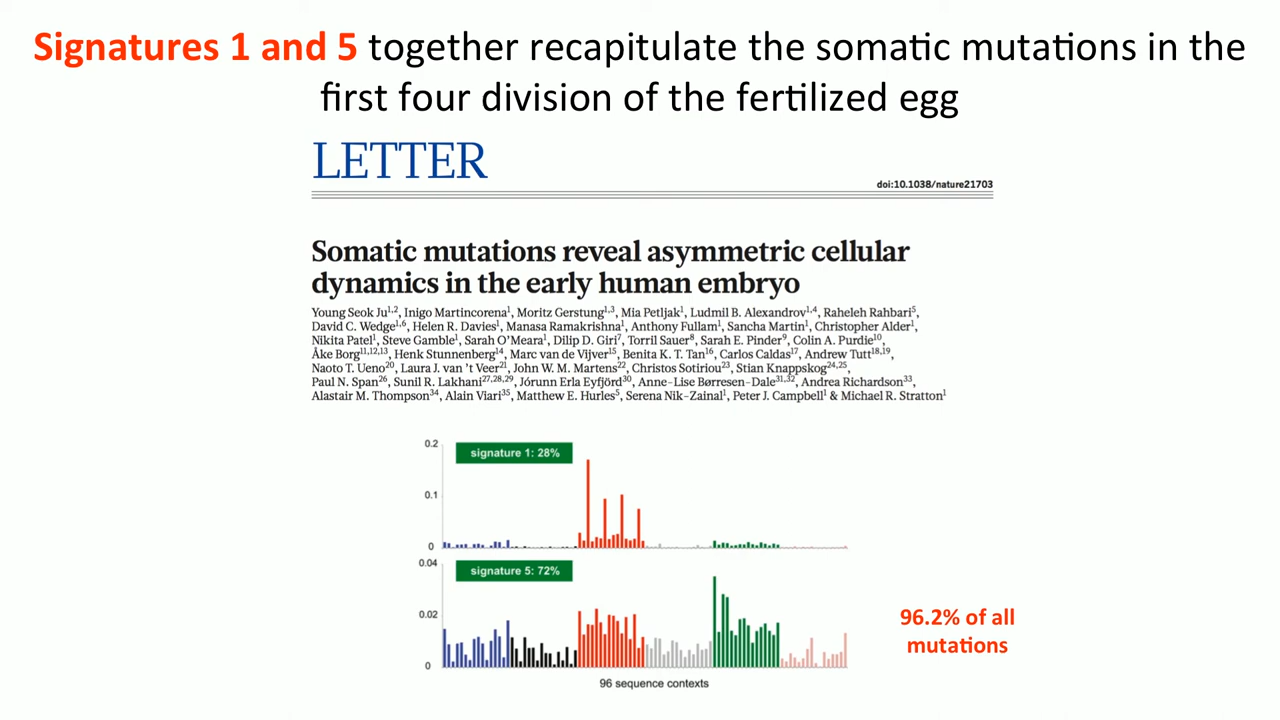 Signatures 1 and 5 together recapitulate the somatic mutations in the
first four division of the fertilized egg
LETTER
doi:10.1038/nature21703
Somatic mutations reveal asymmetric cellular
dynamics in the early human embryo
Young Seok Ju1,2, Inigo Martincorena1, Moritz Gerstung1,3, Mia Petljak1, Ludmil B. Alexandrov1,4, Raheleh Rahbari5,
David C. Wedge1,6, Helen R. Davies1, Manasa Ramakrishna1, Anthony Fullam1, Sancha Martin1, Christopher Alder1,
Nikita Patel1, Steve Gamble1, Sarah O'Meara1, Dilip D. Giri7, Torril Sauer8, Sarah E. Pinder9, Colin A. Purdie10,
Åke Borg11,12,13, Henk Stunnenberg14, Marc van de Vijver15, Benita K. T. Tan16, Carlos Caldas17, Andrew Tutt18,19,
Naoto T. Ueno20, Laura J. van 't Veer21, John W. M. Martens22, Christos Sotiriou23, Stian Knappskog24,25,
Paul N. Span26, Sunil R. Lakhani27,28,29, Jórunn Erla Eyfjörd30, Anne-Lise Børresen-Dale31,32, Andrea Richardson33,
Alastair M. Thompson34, Alain Viari35, Matthew E. Hurles5, Serena Nik-Zainal1, Peter J. Campbell1 & Michael R. Stratton1
0.2
signature 1: 28%
0.1
0
0.04
signature 5: 72%
0.02
96.2% of all
mutations
0
96 sequence contexts